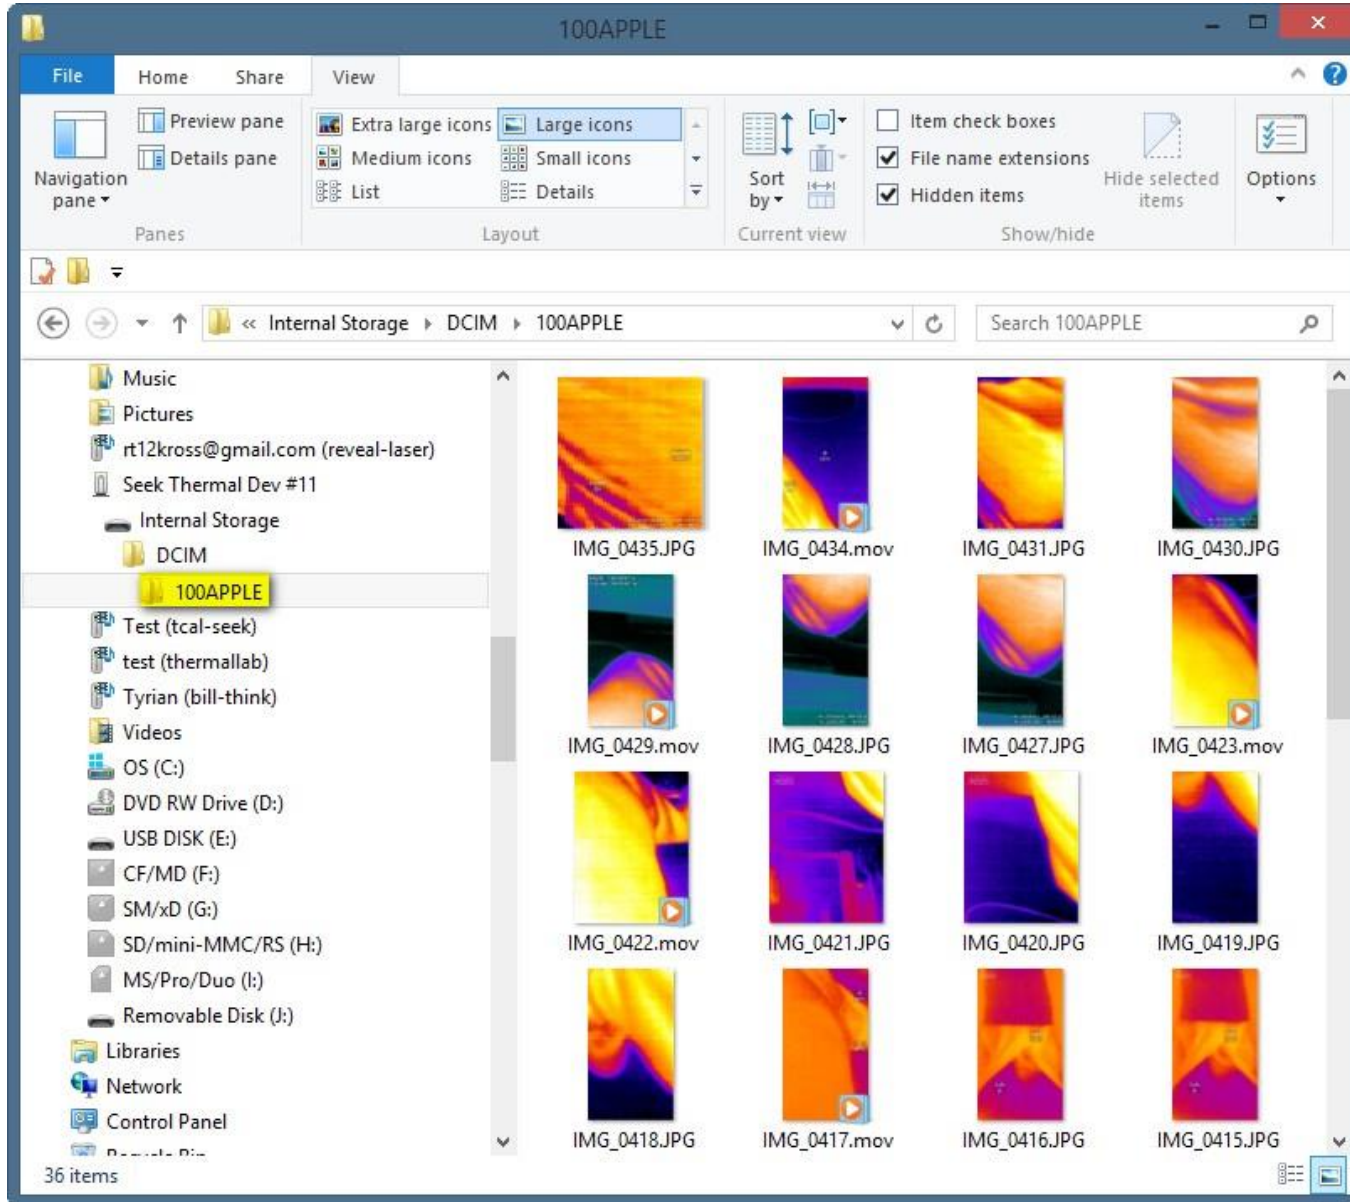 100APPLE
File Home Share View
Preview pane
Details pane
Navigation pane
Panes
Extra large icons Large icons
Medium icons Small icons
List Details
Layout
Sort by
Current view
Item check boxes
File name extensions
Hidden items
Hide selected items
Show/hide
Options
« Internal Storage DCIM 100APPLE
Search 100APPLE
Music
Pictures
rt12kross@gmail.com (reveal-laser)
Seek Thermal Dev #11
Internal Storage
DCIM
100APPLE
Test (tcal-seek)
test (thermallab)
Tyrian (bill-think)
Videos
OS (C:)
DVD RW Drive (D:)
USB DISK (E:)
CF/MD (F:)
SM/xD (G:)
SD/mini-MMC/RS (H:)
MS/Pro/Duo (I:)
Removable Disk (J:)
Libraries
Network
Control Panel
IMG_0435.JPG IMG_0434.mov IMG_0431.JPG IMG_0430.JPG
IMG_0429.mov IMG_0428.JPG IMG_0427.JPG IMG_0423.mov
IMG_0422.mov IMG_0421.JPG IMG_0420.JPG IMG_0419.JPG
IMG_0418.JPG IMG_0417.mov IMG_0416.JPG IMG_0415.JPG
36 items